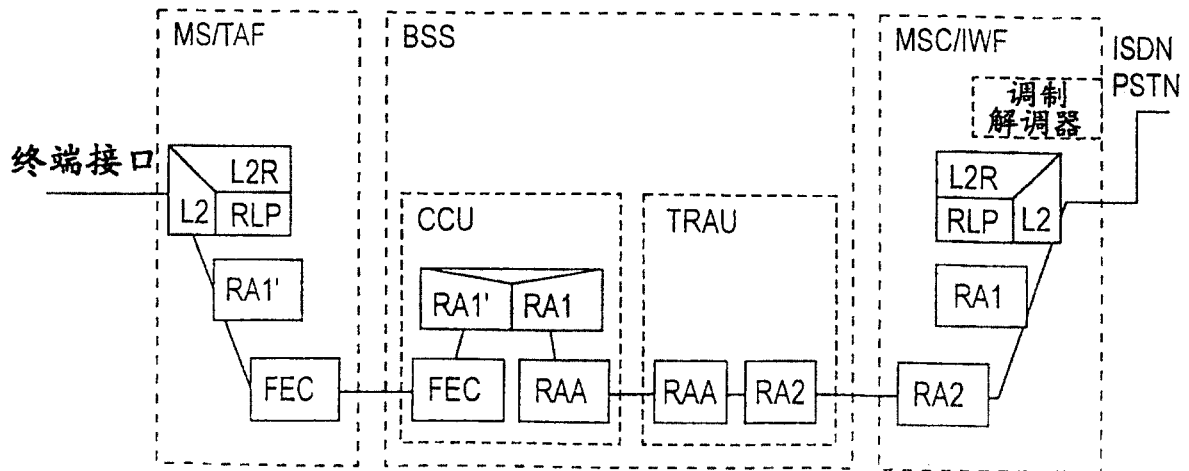 MS/TAF
BSS
MSC/IWF
ISDN
PSTN
调制
解调器
终端接口
L2R
L2
RLP
L2R
RLP
L2
CCU
TRAU
RA1'
RA1'
RA1
RA1
FEC
FEC
RAA
RAA
RA2
RA2